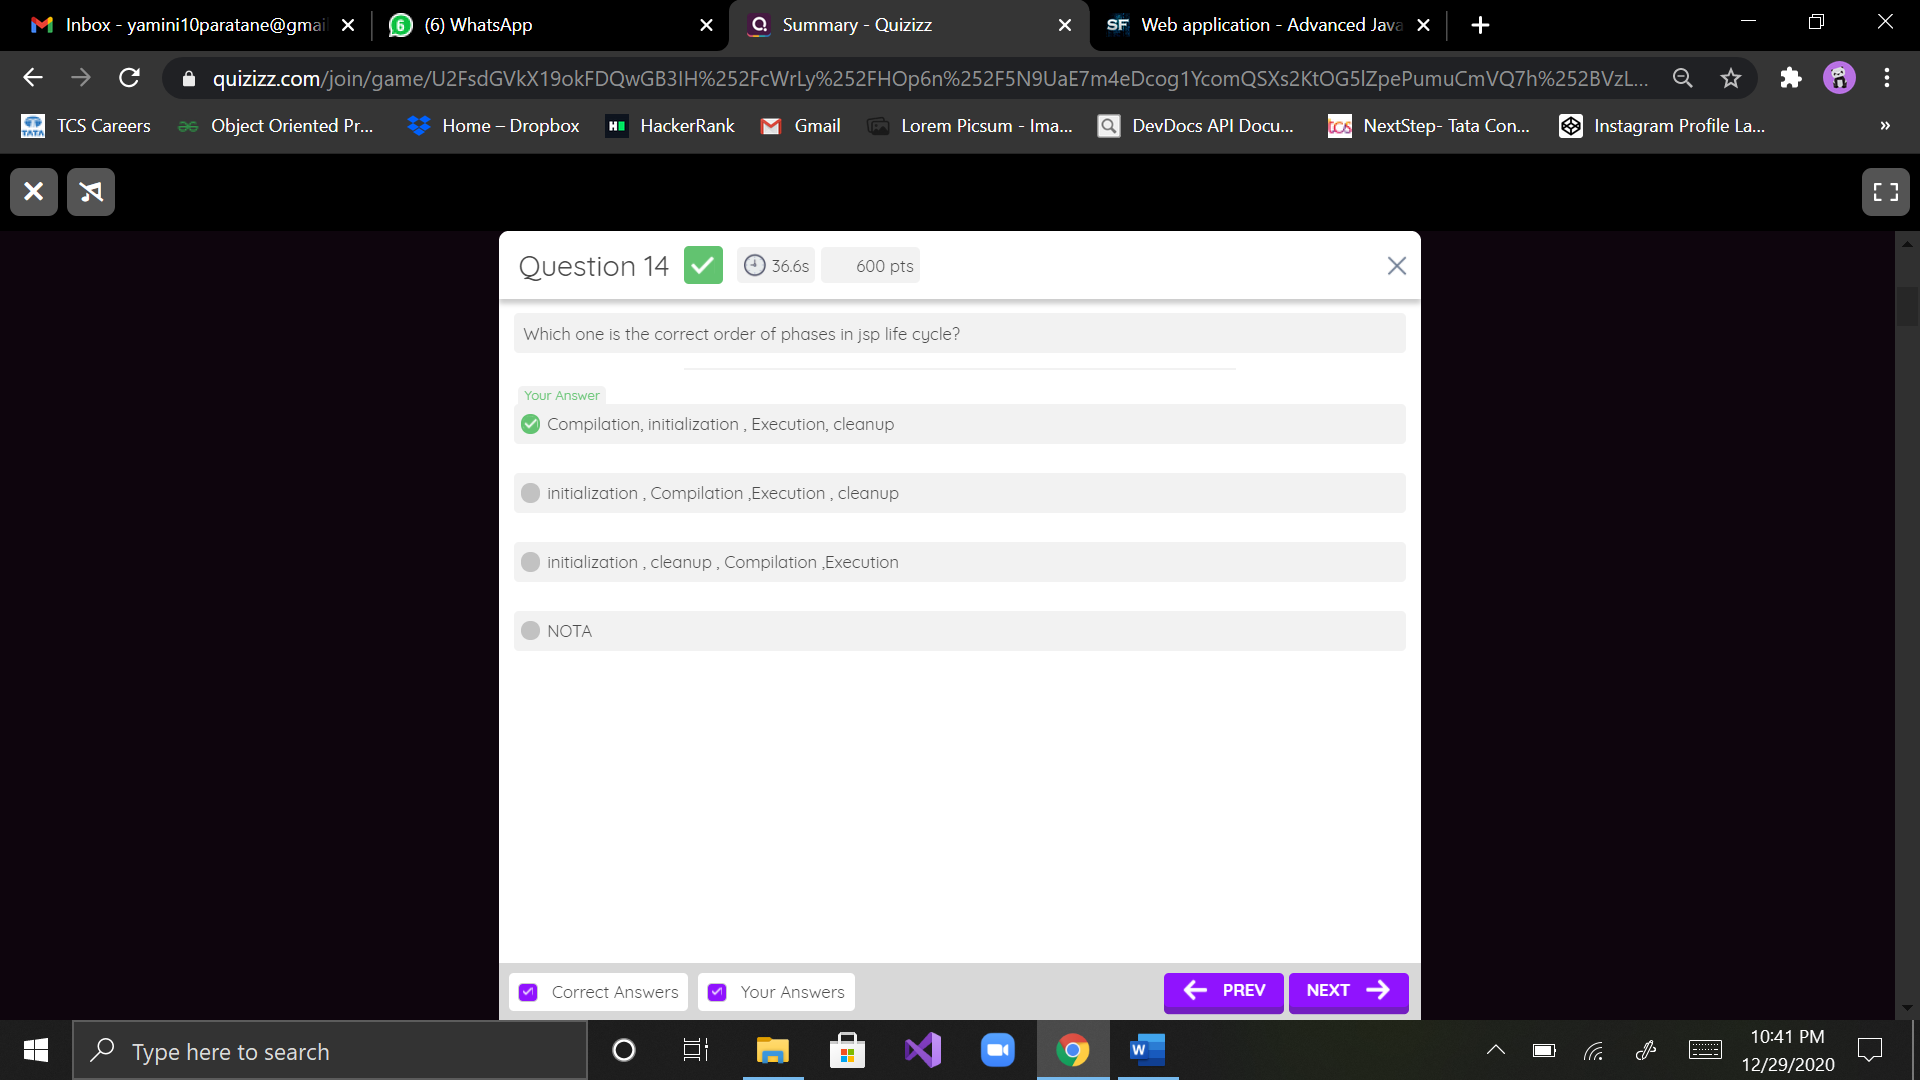 Inbox - yamini10paratane@gmai
(6) WhatsApp
Summary - Quizizz
SF Web application - Advanced Java
quizizz.com/join/game/U2FsdGVkX19okFDQwGB3IH%252FcWrLy%252FHOp6n%252F5N9UaE7m4eDcog1YcomQSXs2KtOG5lZpePumuCmVQ7h%252BVzL...
TATA TCS Careers
Object Oriented Pr...
Home – Dropbox
HackerRank
Gmail
Lorem Picsum - Ima...
DevDocs API Docu...
tcs NextStep- Tata Con...
Instagram Profile La...
»
Question 14
36.6s
600 pts
Which one is the correct order of phases in jsp life cycle?
Your Answer
Compilation, initialization , Execution, cleanup
initialization , Compilation ,Execution , cleanup
initialization , cleanup , Compilation ,Execution
NOTA
Correct Answers
Your Answers
PREV
NEXT
Type here to search
10:41 PM
12/29/2020